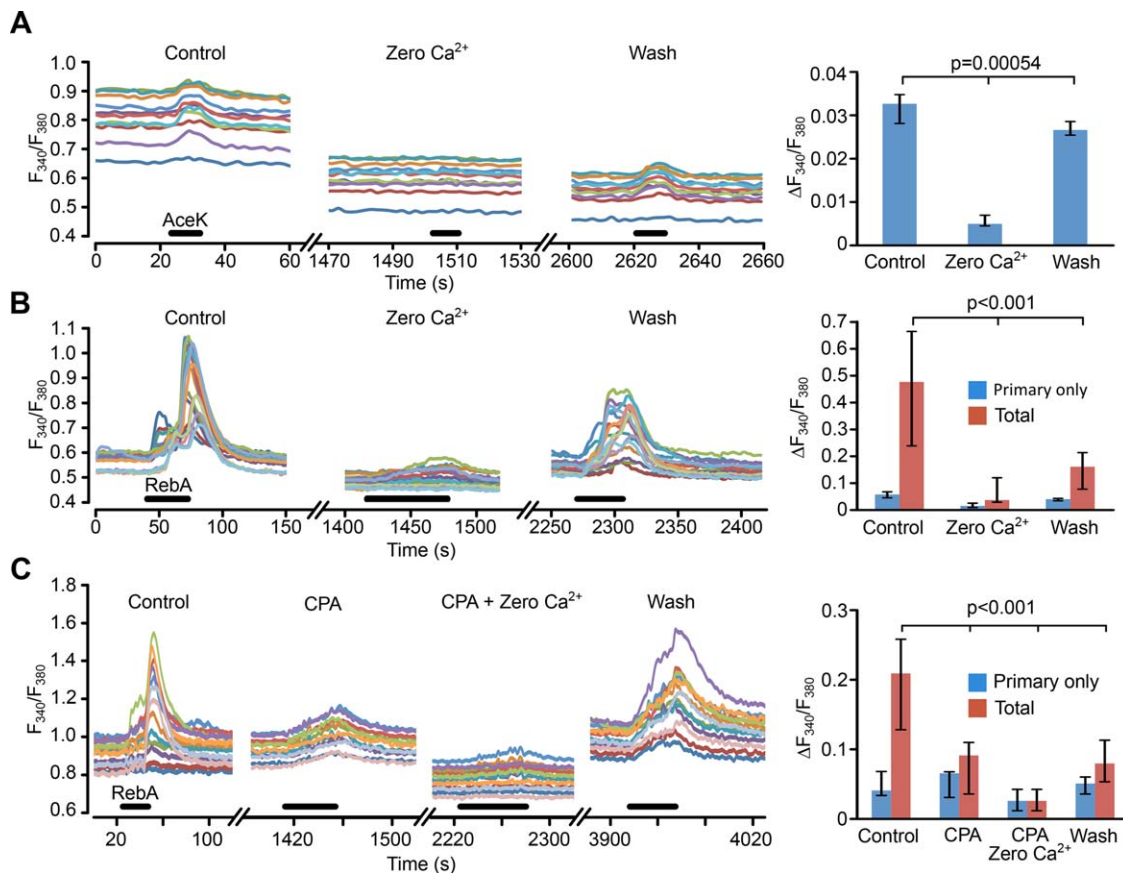 A
Control
Zero Ca²⁺
Wash
p=0.00054
F₃₄₀/F₃₈₀
1.0
0.9
0.8
0.7
0.6
0.5
0.4
AceK
0 20 40 60 1470 1490 1510 1530 2600 2620 2640 2660
Time (s)
ΔF₃₄₀/F₃₈₀
0.04
0.03
0.02
0.01
0
Control Zero Ca²⁺ Wash
B
Control
Zero Ca²⁺
Wash
p<0.001
F₃₄₀/F₃₈₀
1.1
1.0
0.9
0.8
0.7
0.6
0.5
0.4
RebA
0 50 100 150 1400 1450 1500 2250 2300 2350 2400
Time (s)
ΔF₃₄₀/F₃₈₀
0.7
0.6
0.5
0.4
0.3
0.2
0.1
0
Primary only
Total
Control Zero Ca²⁺ Wash
C
Control
CPA
CPA + Zero Ca²⁺
Wash
p<0.001
F₃₄₀/F₃₈₀
1.8
1.6
1.4
1.2
1.0
0.8
0.6
RebA
20 100 1420 1500 2220 2300 3900 4020
Time (s)
ΔF₃₄₀/F₃₈₀
0.3
0.2
0.1
0
Primary only
Total
Control CPA CPA Wash
Zero Ca²⁺